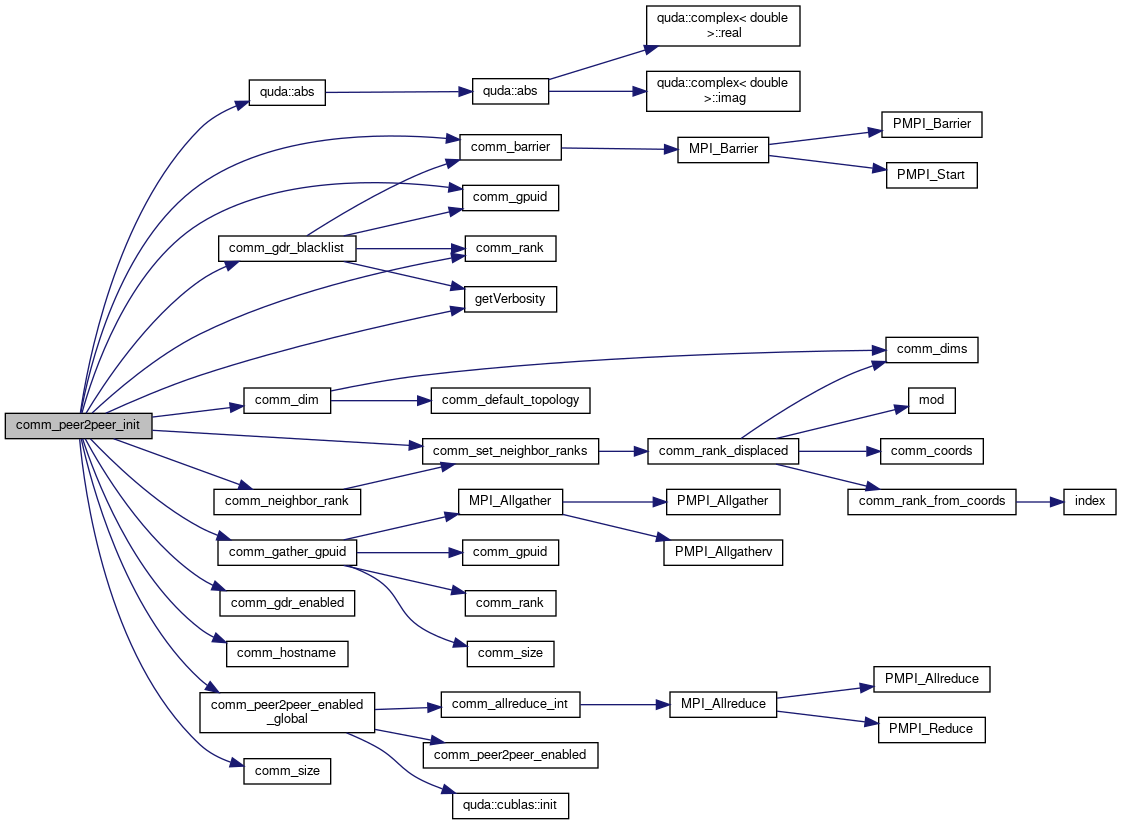 quda::complex< double
>::real
quda::abs
quda::abs
quda::complex< double
>::imag
PMPI_Barrier
comm_barrier
MPI_Barrier
PMPI_Start
comm_gpuid
comm_gdr_blacklist
comm_rank
getVerbosity
comm_dims
comm_dim
comm_default_topology
mod
comm_peer2peer_init
comm_set_neighbor_ranks
comm_rank_displaced
comm_coords
comm_neighbor_rank
MPI_Allgather
PMPI_Allgather
comm_rank_from_coords
index
comm_gather_gpuid
comm_gpuid
PMPI_Allgatherv
comm_gdr_enabled
comm_rank
comm_hostname
comm_size
PMPI_Allreduce
comm_peer2peer_enabled
_global
comm_allreduce_int
MPI_Allreduce
PMPI_Reduce
comm_peer2peer_enabled
comm_size
quda::cublas::init